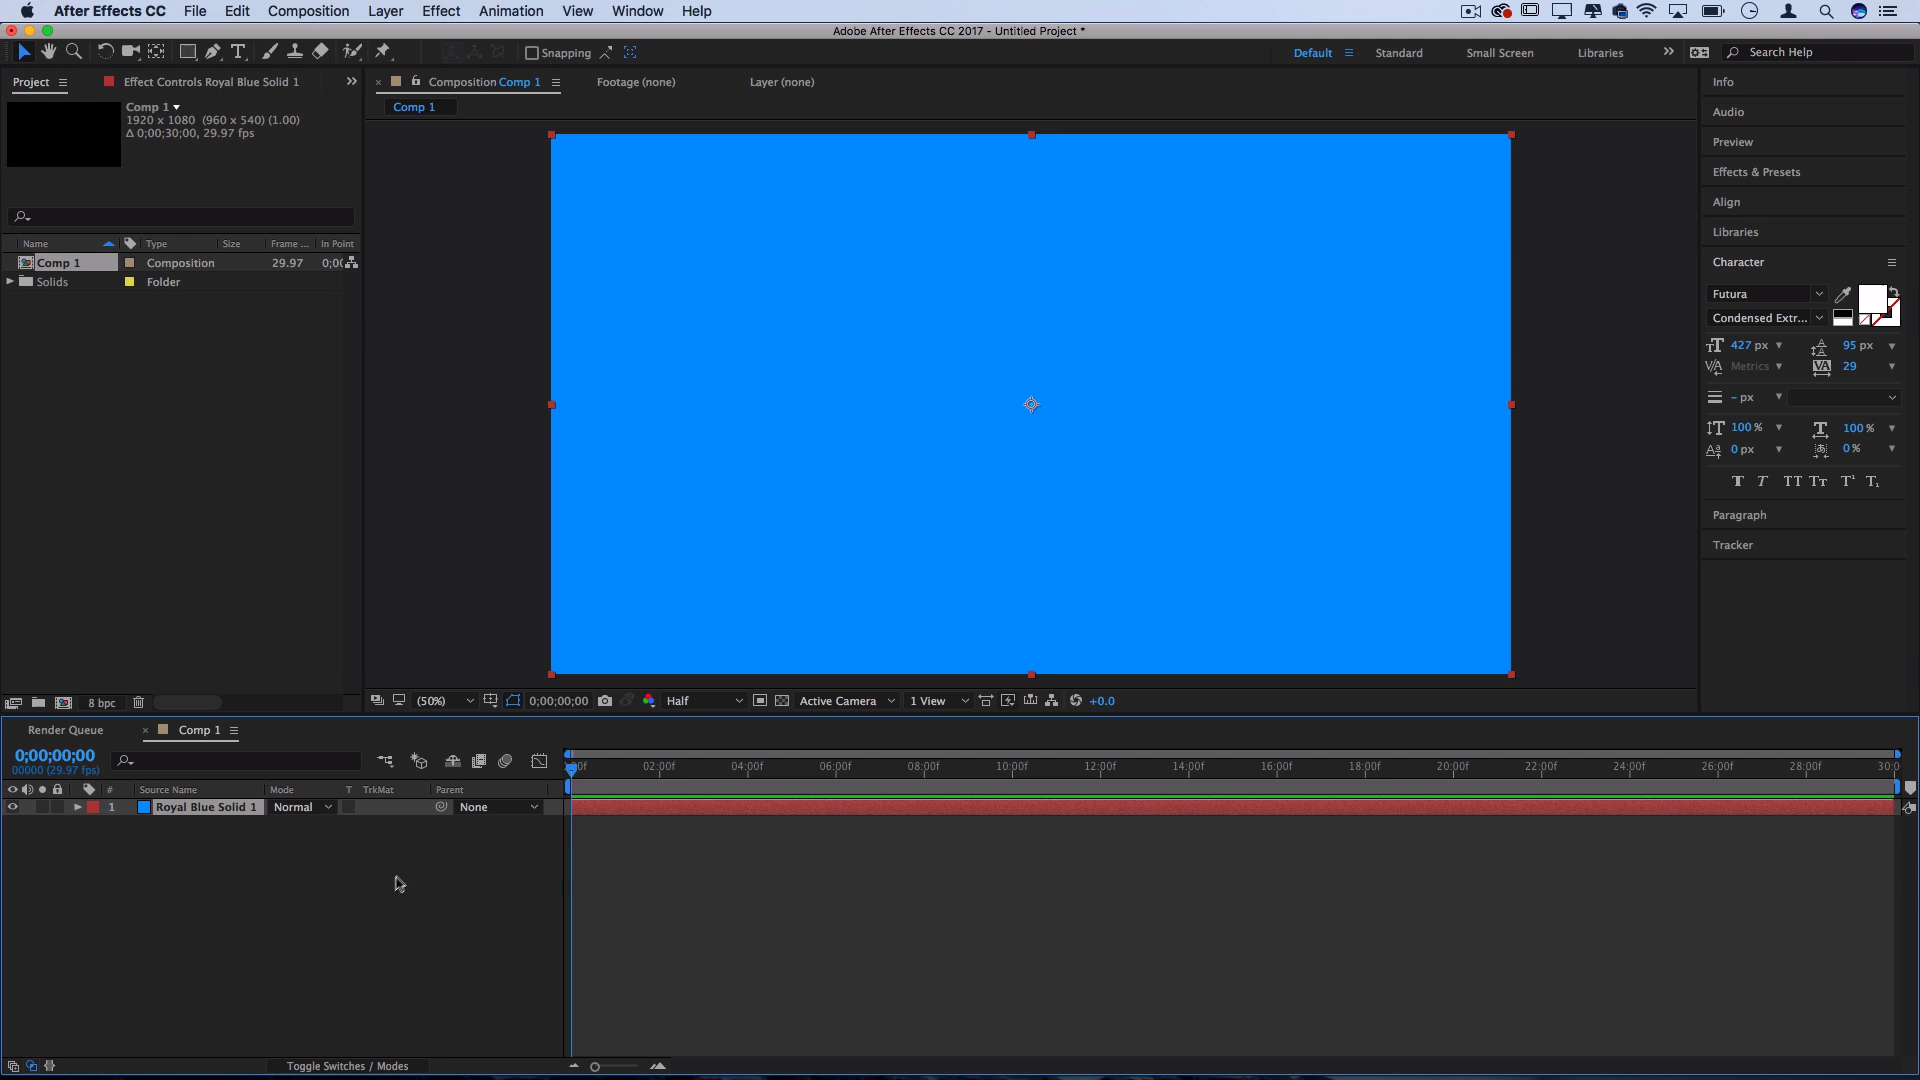 After Effects CC File Edit Composition Layer Effect Animation View Window Help
Adobe After Effects CC 2017 - Untitled Project *
Snapping Default Standard Small Screen Libraries Search Help
Project Effect Controls Royal Blue Solid 1
Composition Comp 1 Footage (none) Layer (none)
Comp 1
Comp 1
1920 x 1080 (960 x 540) (1.00)
Δ 0;00;30;00, 29.97 fps
Name Type Size Frame ... In Point
Comp 1 Composition 29.97 0;00
Solids Folder
8 bpc
(50%) 0;00;00;00 Half Active Camera 1 View +0.0
Info
Audio
Preview
Effects & Presets
Align
Libraries
Character
Futura
Condensed Extr...
427 px 95 px
Metrics 29
- px
100 % 100 %
0 px 0 %
T T TT Tт T¹ T₁
Paragraph
Tracker
Render Queue Comp 1
0;00;00;00
00000 (29.97 fps)
02:00f 04:00f 06:00f 08:00f 10:00f 12:00f 14:00f 16:00f 18:00f 20:00f 22:00f 24:00f 26:00f 28:00f 30:0
# Source Name Mode T TrkMat Parent
1 Royal Blue Solid 1 Normal None
Toggle Switches / Modes